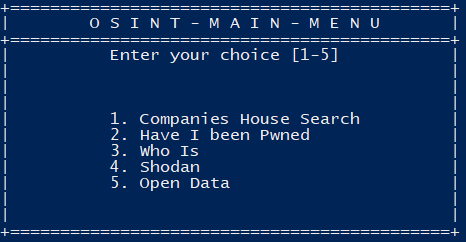 O S I N T - M A I N - M E N U
Enter your choice [1-5]
1. Companies House Search
2. Have I been Pwned
3. Who Is
4. Shodan
5. Open Data